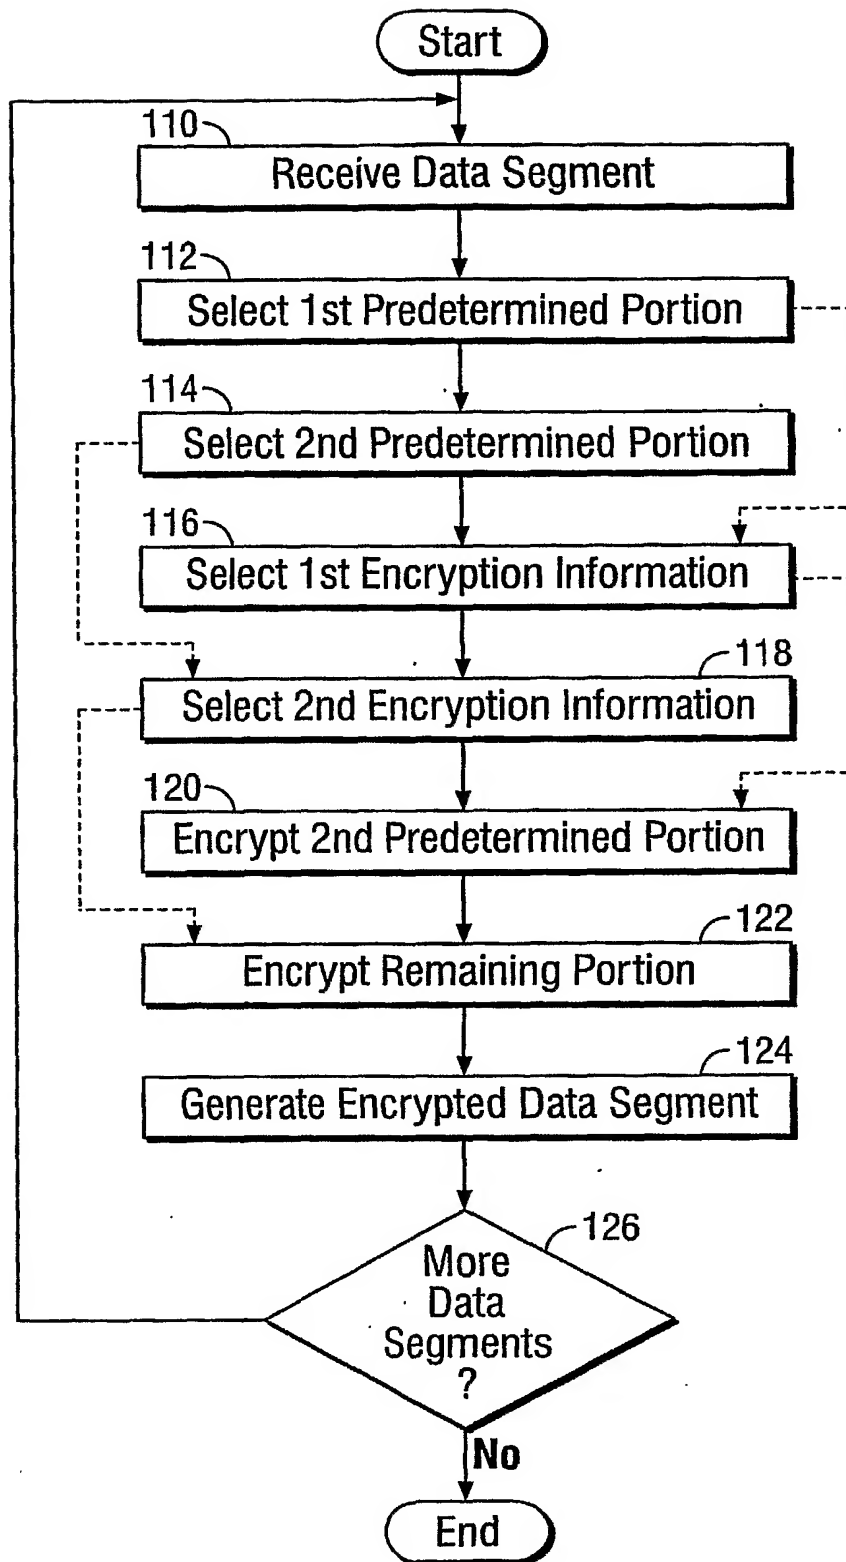 Start
110
Receive Data Segment
112
Select 1st Predetermined Portion
114
Select 2nd Predetermined Portion
116
Select 1st Encryption Information
118
Select 2nd Encryption Information
120
Encrypt 2nd Predetermined Portion
122
Encrypt Remaining Portion
124
Generate Encrypted Data Segment
126
More
Data
Segments
?
No
End